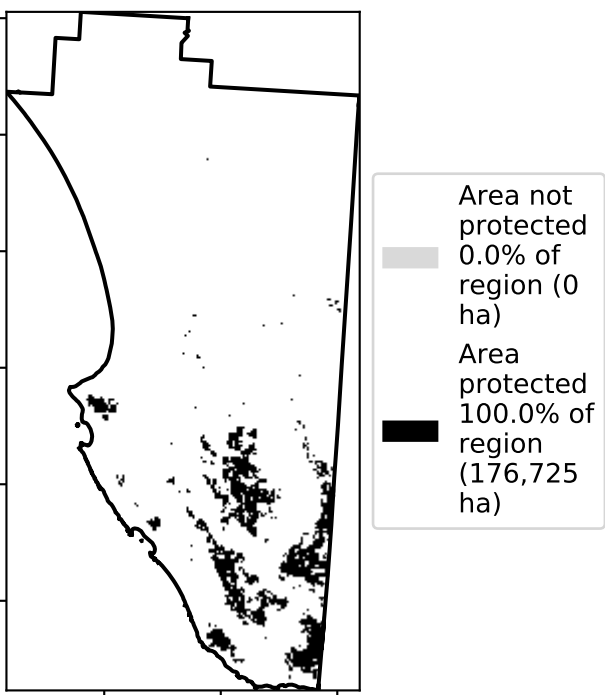 Area not
protected
0.0% of
region (0
ha)
Area
protected
100.0% of
region
(176,725
ha)